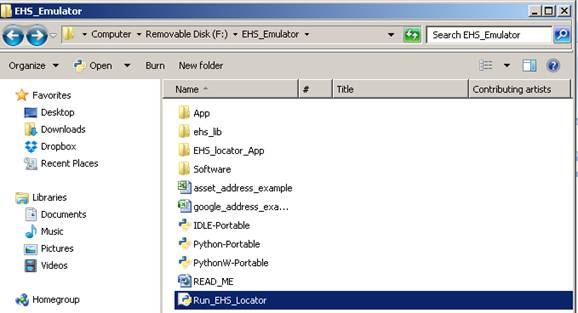 EHS_Emulator
Computer Removable Disk (F:) EHS_Emulator
Search EHS_Emulator
Organize Open Burn New folder
Name # Title Contributing artists
Favorites
Desktop
Downloads
Dropbox
Recent Places
Libraries
Documents
Music
Pictures
Videos
Homegroup
App
ehs_lib
EHS_locator_App
Software
asset_address_example
google_address_exa...
IDLE-Portable
Python-Portable
PythonW-Portable
READ_ME
Run_EHS_Locator